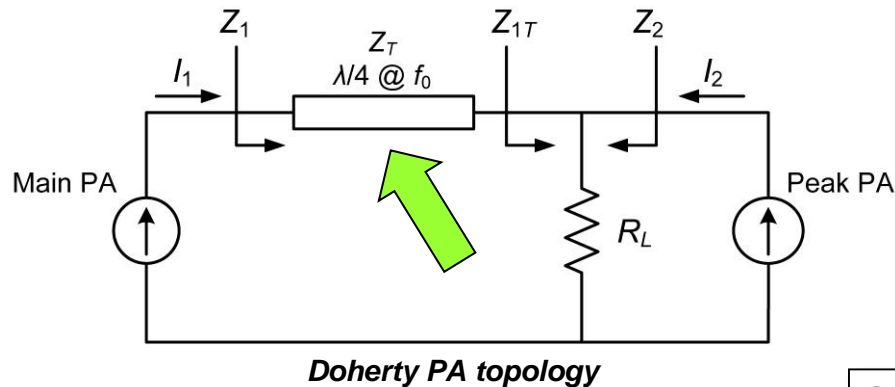 Z1 ZT Z1T Z2
I1 λ/4 @ f0 I2
Main PA Peak PA
RL
Doherty PA topology